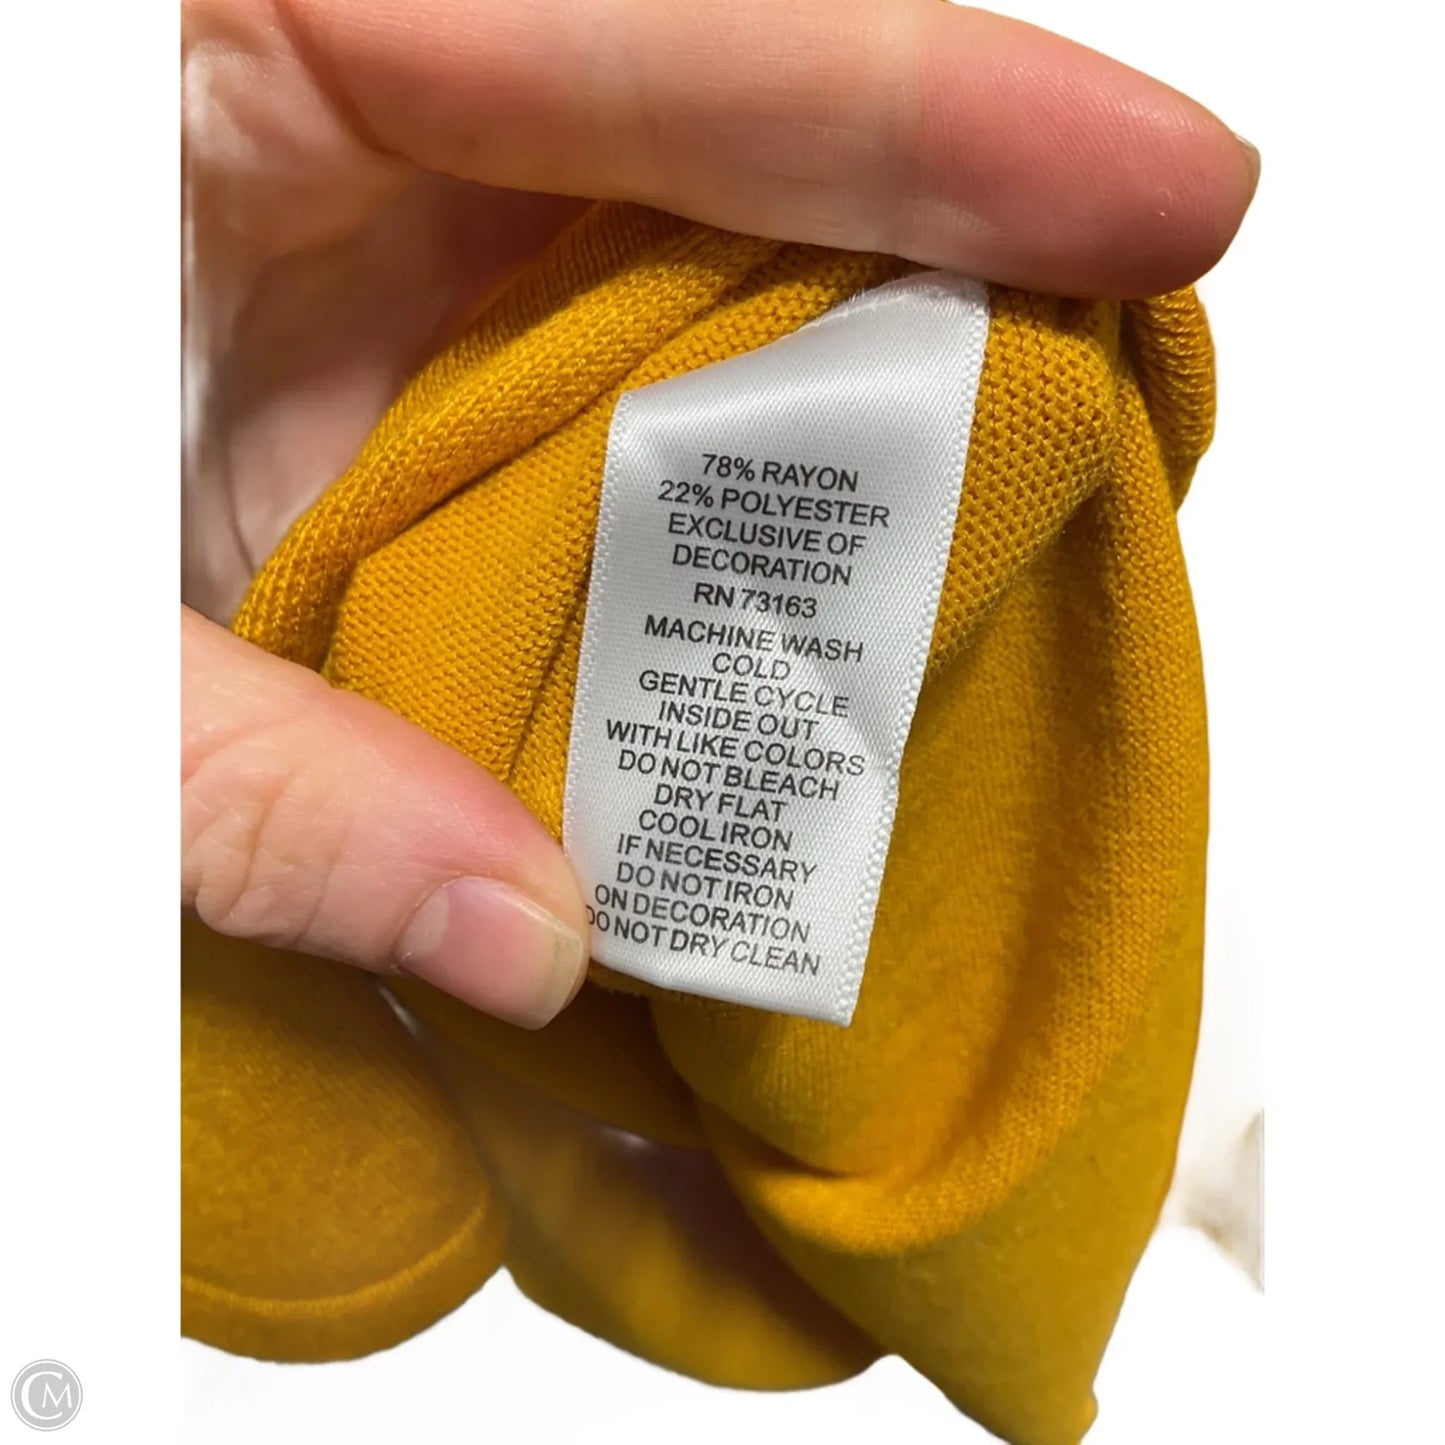 78% RAYON
22% POLYESTER
EXCLUSIVE OF
DECORATION
RN 73163
MACHINE WASH
COLD
GENTLE CYCLE
INSIDE OUT
WITH LIKE COLORS
DO NOT BLEACH
DRY FLAT
COOL IRON
IF NECESSARY
DO NOT IRON
ON DECORATION
DO NOT DRY CLEAN
CM